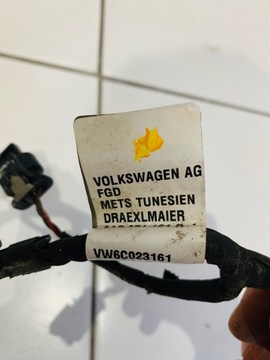 VOLKSWAGEN AG
FGD
METS TUNESIEN
DRAEXLMAIER
VW6C023161